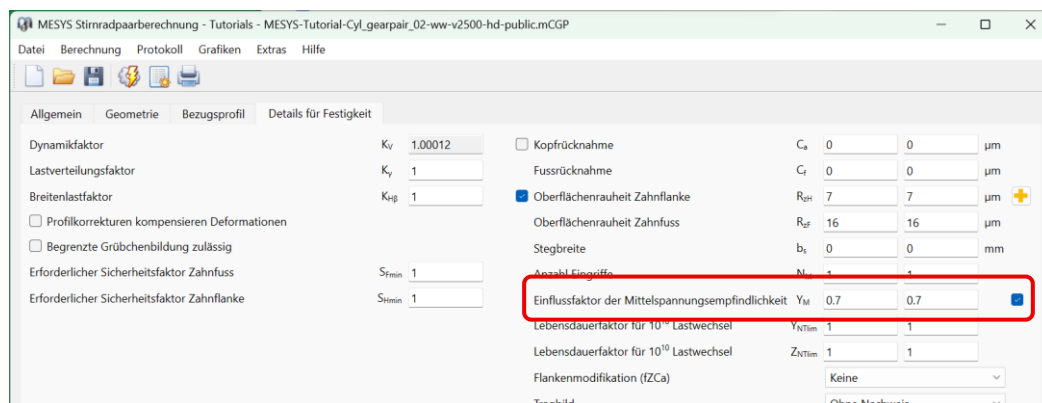 MESYS Stirnradpaarberechnung - Tutorials - MESYS-Tutorial-Cyl_gearpair_02-ww-v2500-hd-public.mCGP
Datei Berechnung Protokoll Grafiken Extras Hilfe
Allgemein Geometrie Bezugsprofil Details für Festigkeit
Dynamikfaktor Kv 1.00012
Lastverteilungsfaktor Kγ 1
Breitenlastfaktor KHβ 1
Profilkorrekturen kompensieren Deformationen
Begrenzte Grübchenbildung zulässig
Erforderlicher Sicherheitsfaktor Zahnfuss SFmin 1
Erforderlicher Sicherheitsfaktor Zahnflanke SHmin 1
Kopfrücknahme Ca 0 0 µm
Fussrücknahme Cf 0 0 µm
Oberflächenrauheit Zahnflanke RzH 7 7 µm
Oberflächenrauheit Zahnfuss RzF 16 16 µm
Stegbreite bs 0 0 mm
Anzahl Eingriffe 1 1
Einflussfaktor der Mittelspannungsempfindlichkeit YM 0.7 0.7
Lebensdauerfaktor für 10¹⁰ Lastwechsel YNTlim 1 1
Lebensdauerfaktor für 10¹⁰ Lastwechsel ZNTlim 1 1
Flankenmodifikation (fZCa) Keine
Tragbild Ohne Nachweis